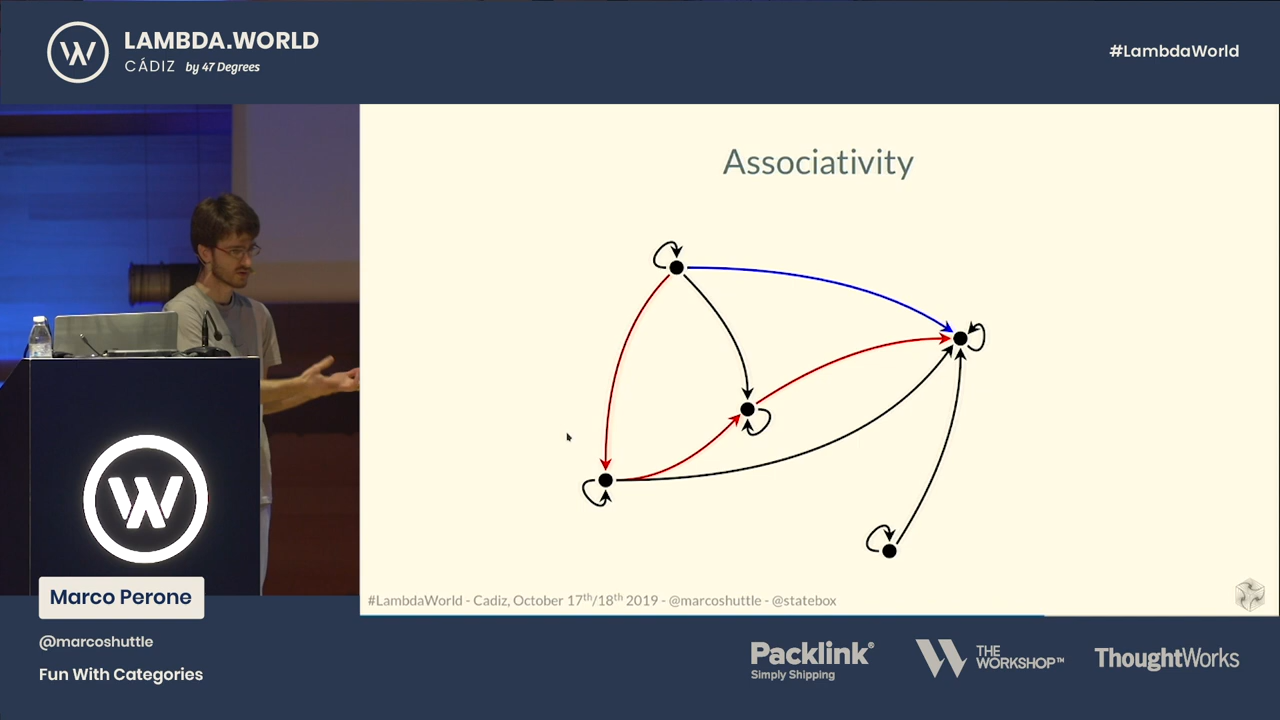 LAMBDA.WORLD
CÁDIZ by 47 Degrees
#LambdaWorld
Associativity
#LambdaWorld - Cadiz, October 17th/18th 2019 - @marcoshuttle - @statebox
Marco Perone
@marcoshuttle
Fun With Categories
Packlink®
Simply Shipping
THE
WORKSHOP™
ThoughtWorks